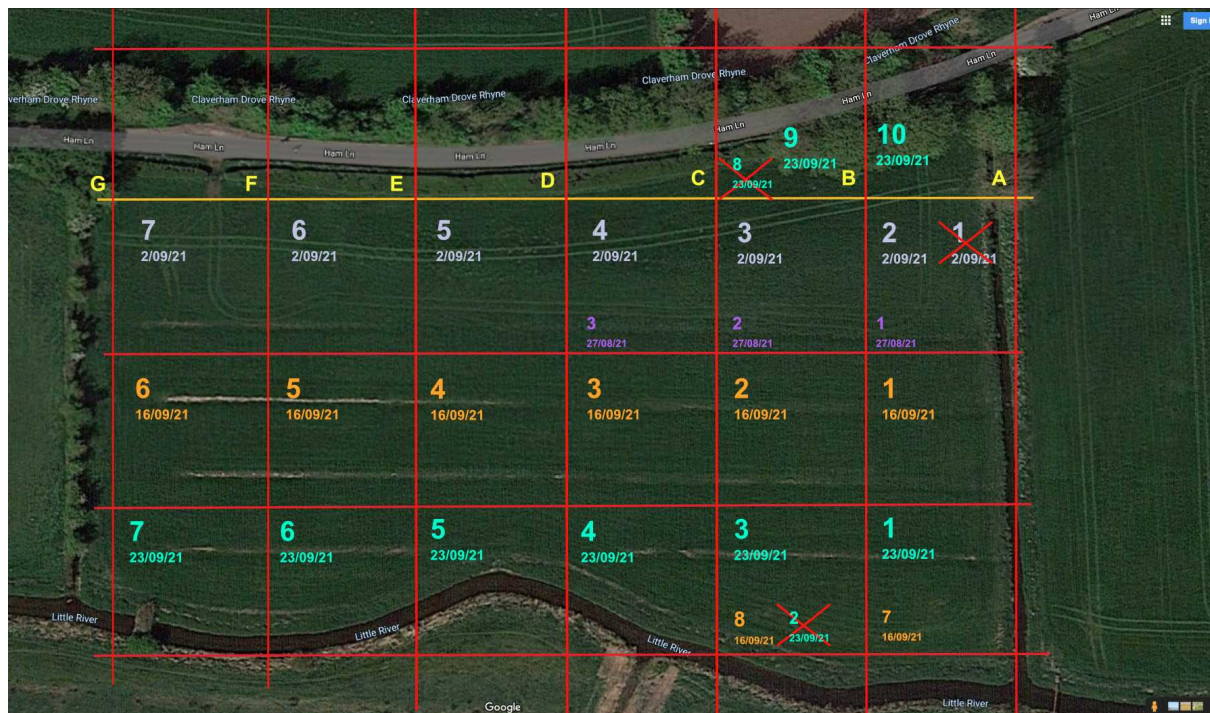 Ham Ln
Sign
Claverham Drove Rhyne
Ham Ln
Claverham Drove Rhyne
verham Drove Rhyne
Claverham Drove Rhyne
Claverham Drove Rhyne
Ham Ln
Ham Ln
Ham Ln
Ham Ln
Ham Ln
Ham Ln
Ham Ln
9
23/09/21
10
23/09/21
8
23/09/21
G F E D C B A
7
2/09/21
6
2/09/21
5
2/09/21
4
2/09/21
3
2/09/21
2
2/09/21
1
2/09/21
3
27/08/21
2
27/08/21
1
27/08/21
6
16/09/21
5
16/09/21
4
16/09/21
3
16/09/21
2
16/09/21
1
16/09/21
7
23/09/21
6
23/09/21
5
23/09/21
4
23/09/21
3
23/09/21
1
23/09/21
8
16/09/21
2
23/09/21
7
16/09/21
Little River
Little River
Little River
Little River
Google